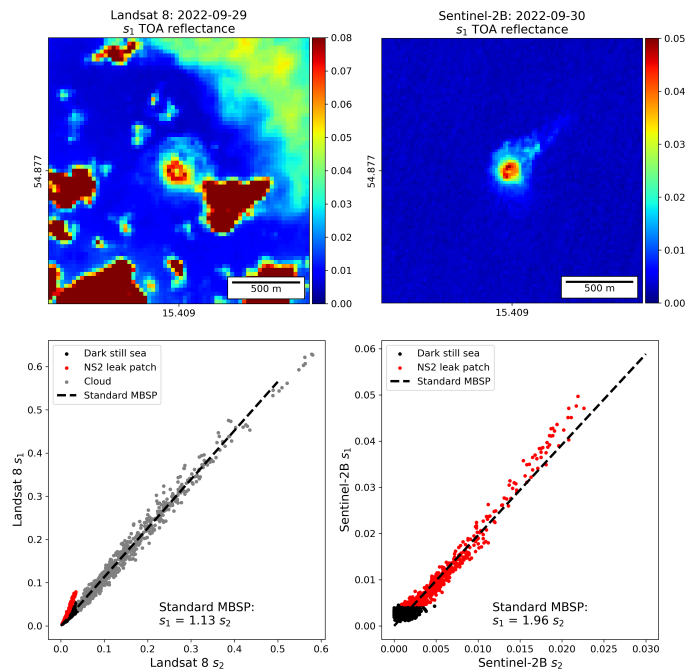 Landsat 8: 2022-09-29
s₁ TOA reflectance
54.877
15.409
500 m
0.08
0.07
0.06
0.05
0.04
0.03
0.02
0.01
0.00
Sentinel-2B: 2022-09-30
s₁ TOA reflectance
54.877
15.409
500 m
0.05
0.04
0.03
0.02
0.01
0.00
Dark still sea
NS2 leak patch
Cloud
Standard MBSP
Landsat 8 s₁
0.6
0.5
0.4
0.3
0.2
0.1
0.0
Standard MBSP:
s₁ = 1.13 s₂
0.0 0.1 0.2 0.3 0.4 0.5 0.6
Landsat 8 s₂
Dark still sea
NS2 leak patch
Standard MBSP
Sentinel-2B s₁
0.06
0.05
0.04
0.03
0.02
0.01
0.00
Standard MBSP:
s₁ = 1.96 s₂
0.000 0.005 0.010 0.015 0.020 0.025 0.030
Sentinel-2B s₂